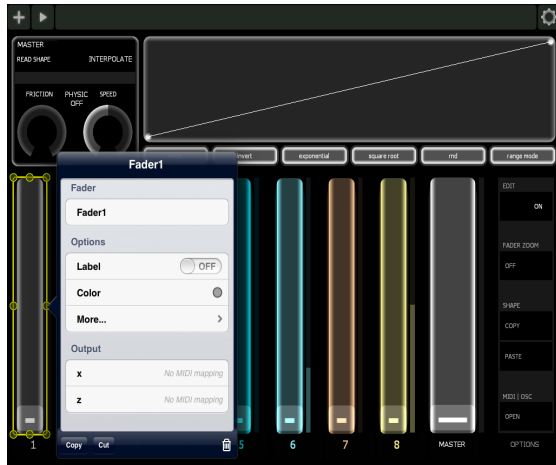 MASTER
READ SHAPE INTERPOLATE
FRICTION PHYSIC SPEED
OFF
invert exponential square root rnd range mode
Fader1
Fader
Fader1
Options
Label OFF
Color
More...
Output
x No MIDI mapping
z No MIDI mapping
Copy Cut
EDIT
ON
FADER ZOOM
OFF
SHAPE
COPY
PASTE
MIDI | OSC
OPEN
1 5 6 7 8 MASTER OPTIONS